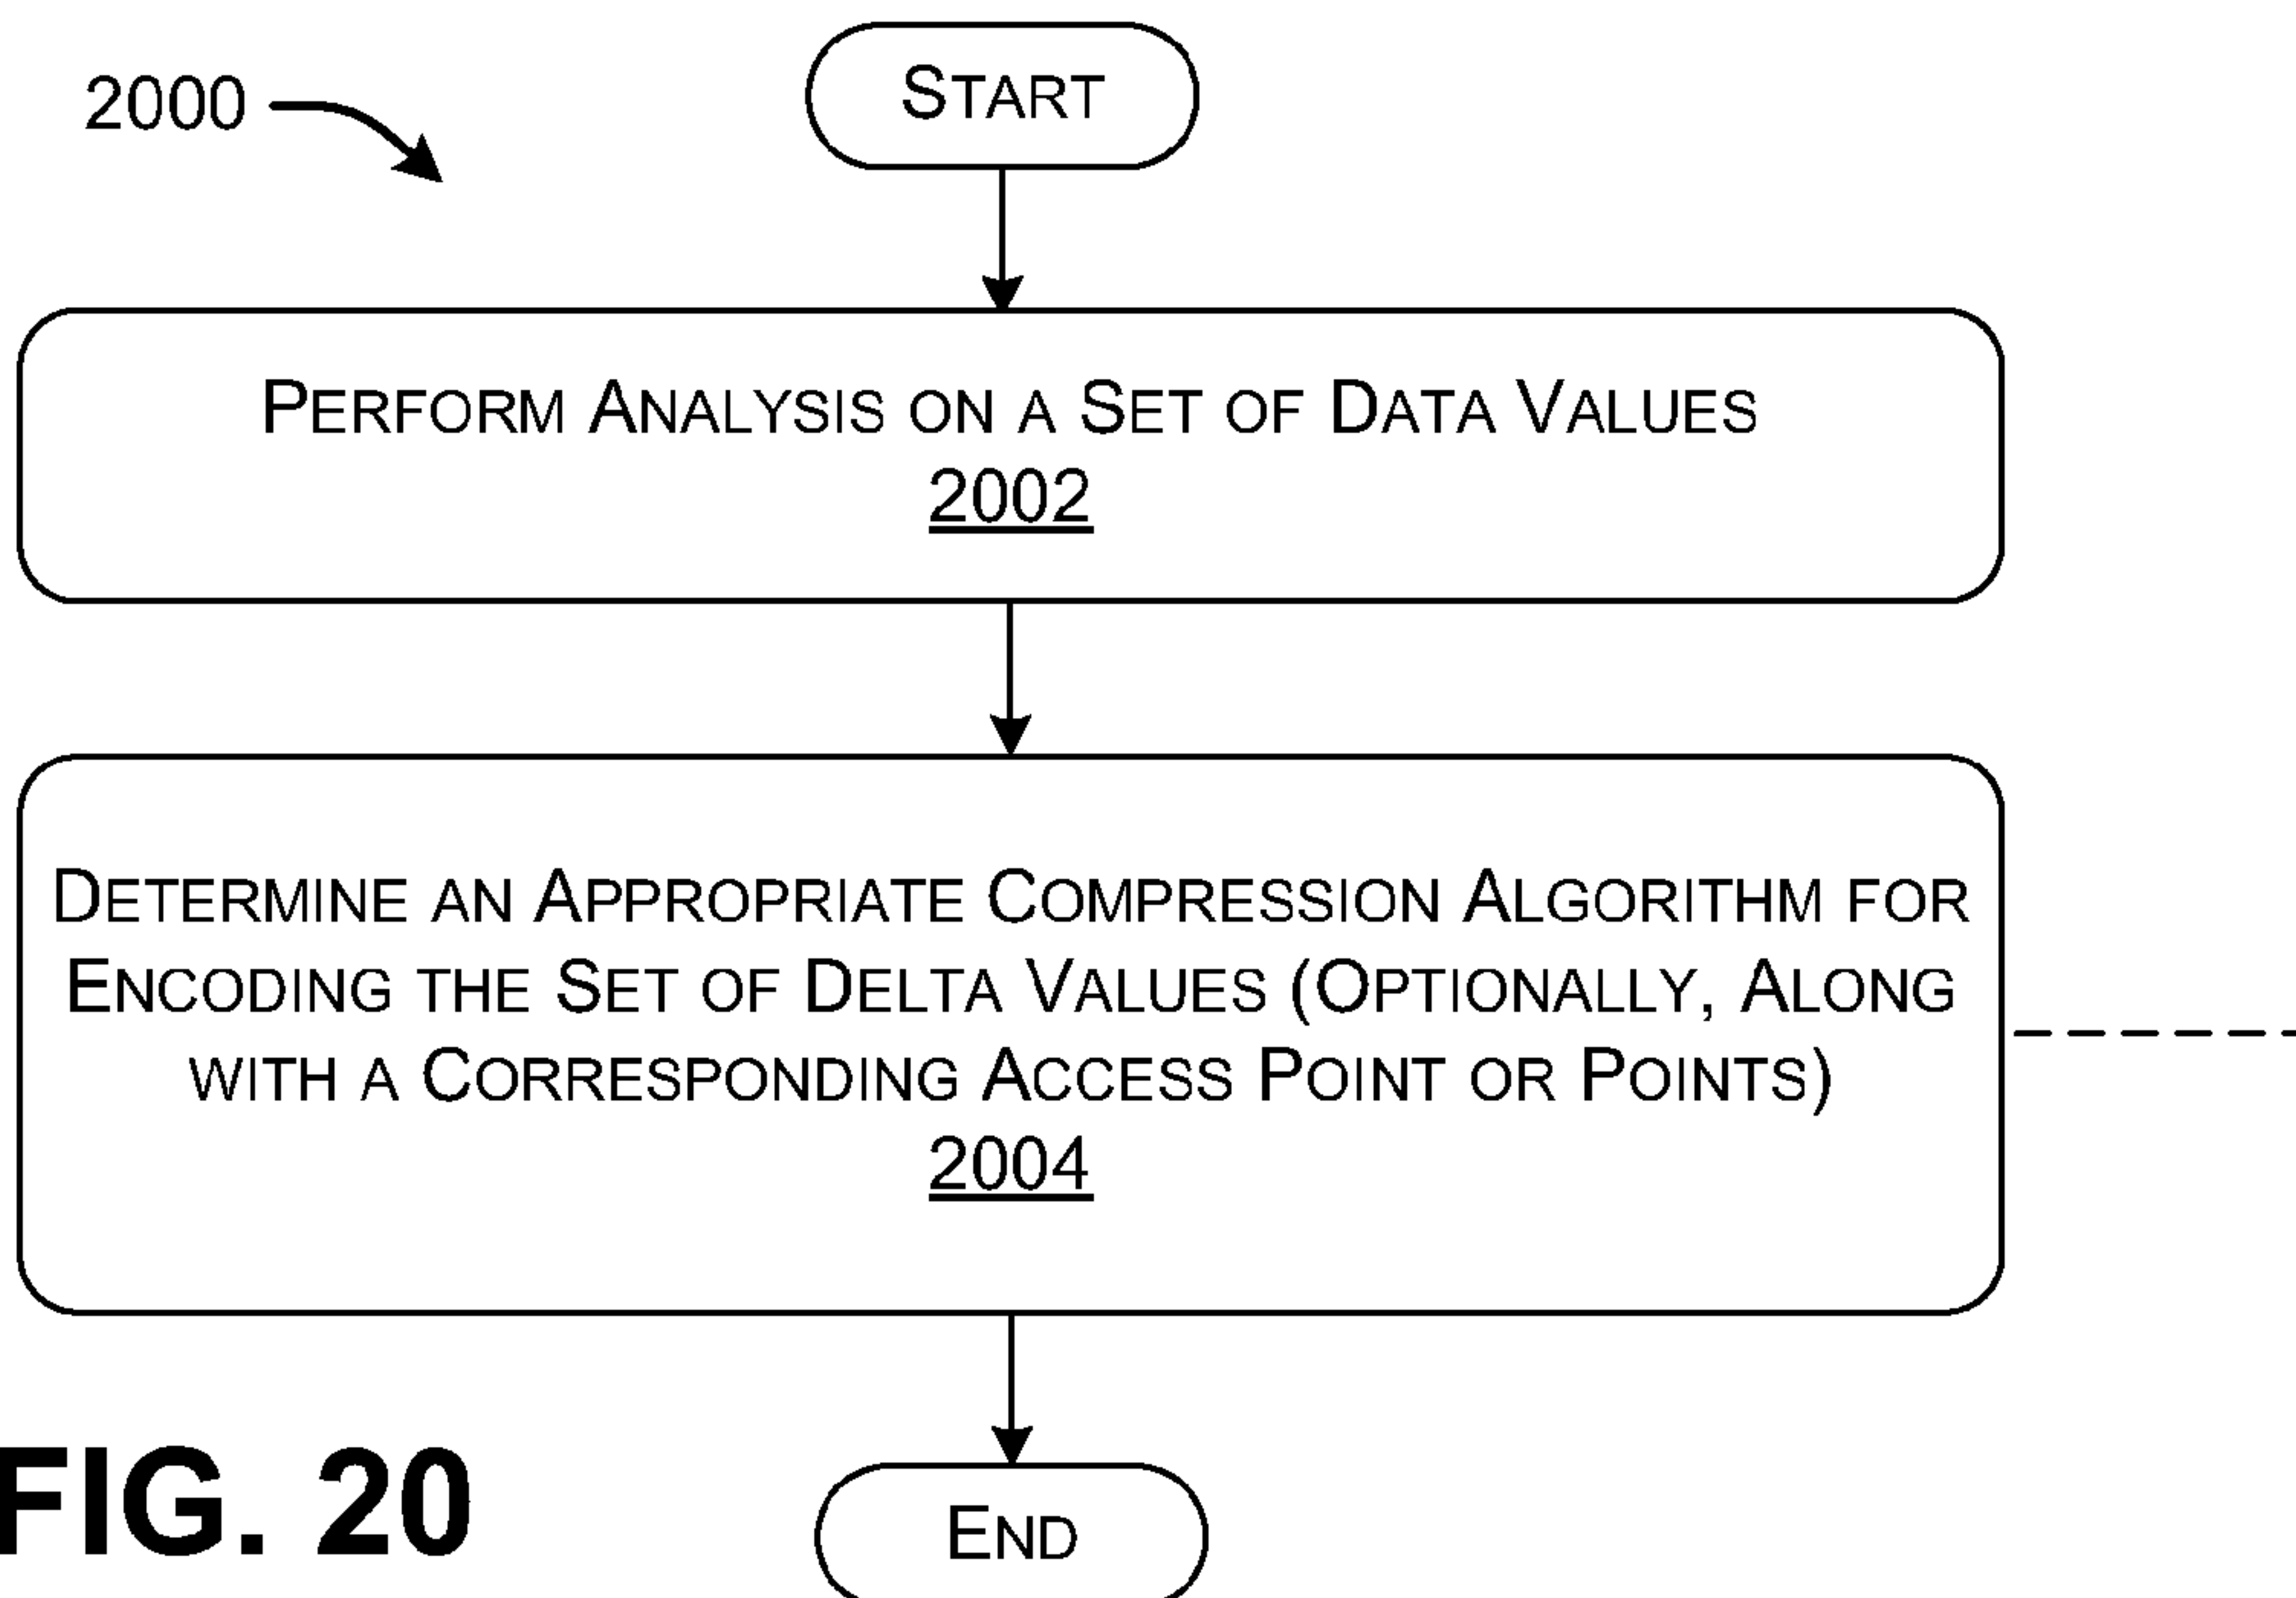 2000
START
PERFORM ANALYSIS ON A SET OF DATA VALUES
2002
DETERMINE AN APPROPRIATE COMPRESSION ALGORITHM FOR
ENCODING THE SET OF DELTA VALUES (OPTIONALLY, ALONG
WITH A CORRESPONDING ACCESS POINT OR POINTS)
2004
FIG. 20
END